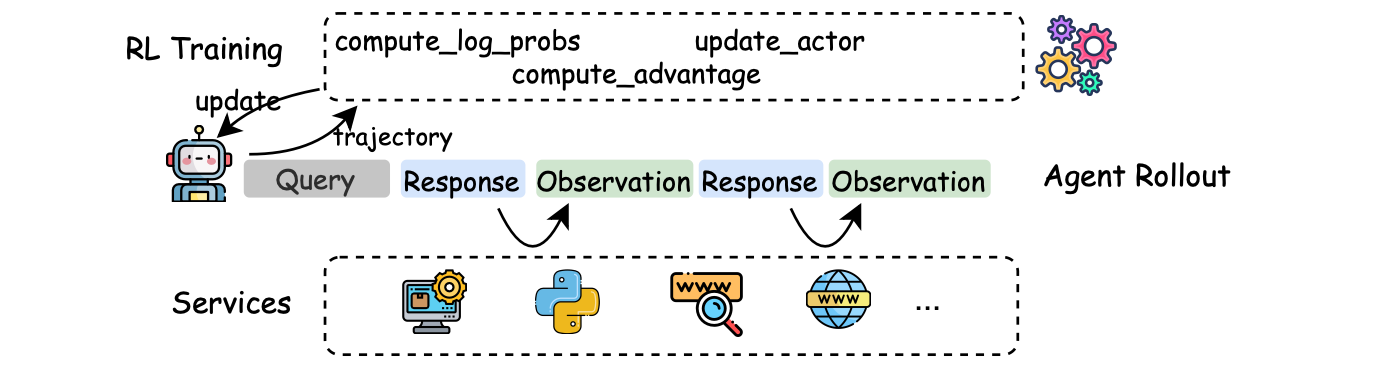 RL Training
compute_log_probs update_actor
compute_advantage
update
trajectory
Query Response Observation Response Observation
Agent Rollout
Services
www
www
...